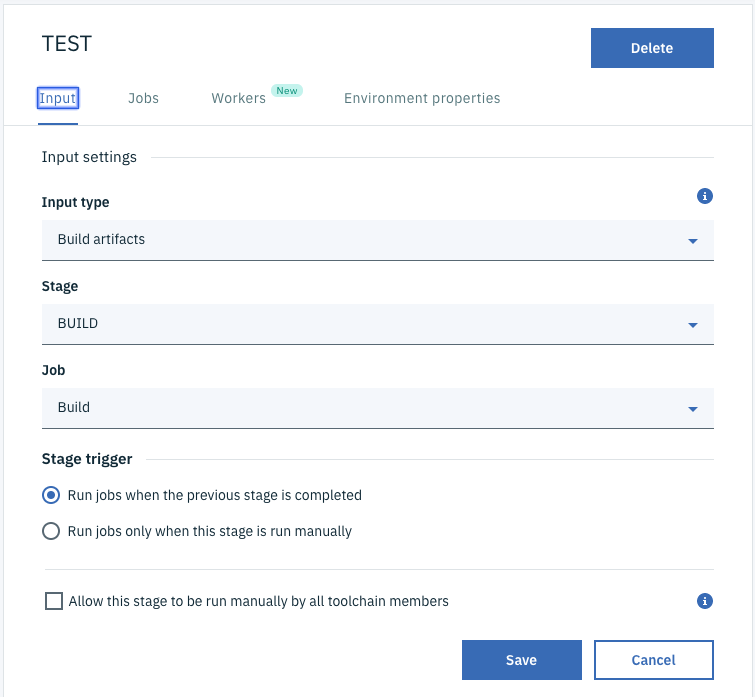 TEST
Delete
Input
Jobs
Workers
New
Environment properties
Input settings
Input type
Build artifacts
Stage
BUILD
Job
Build
Stage trigger
Run jobs when the previous stage is completed
Run jobs only when this stage is run manually
Allow this stage to be run manually by all toolchain members
Save
Cancel